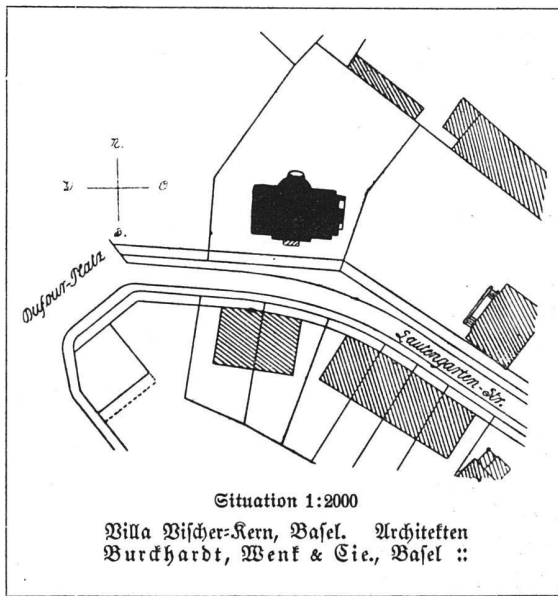 N.
W O
S.
Dufour-Platz
Lautengarten-Str.
Situation 1:2000
Villa Vischer-Kern, Basel. Architekten
Burckhardt, Wenk & Cie., Basel ::